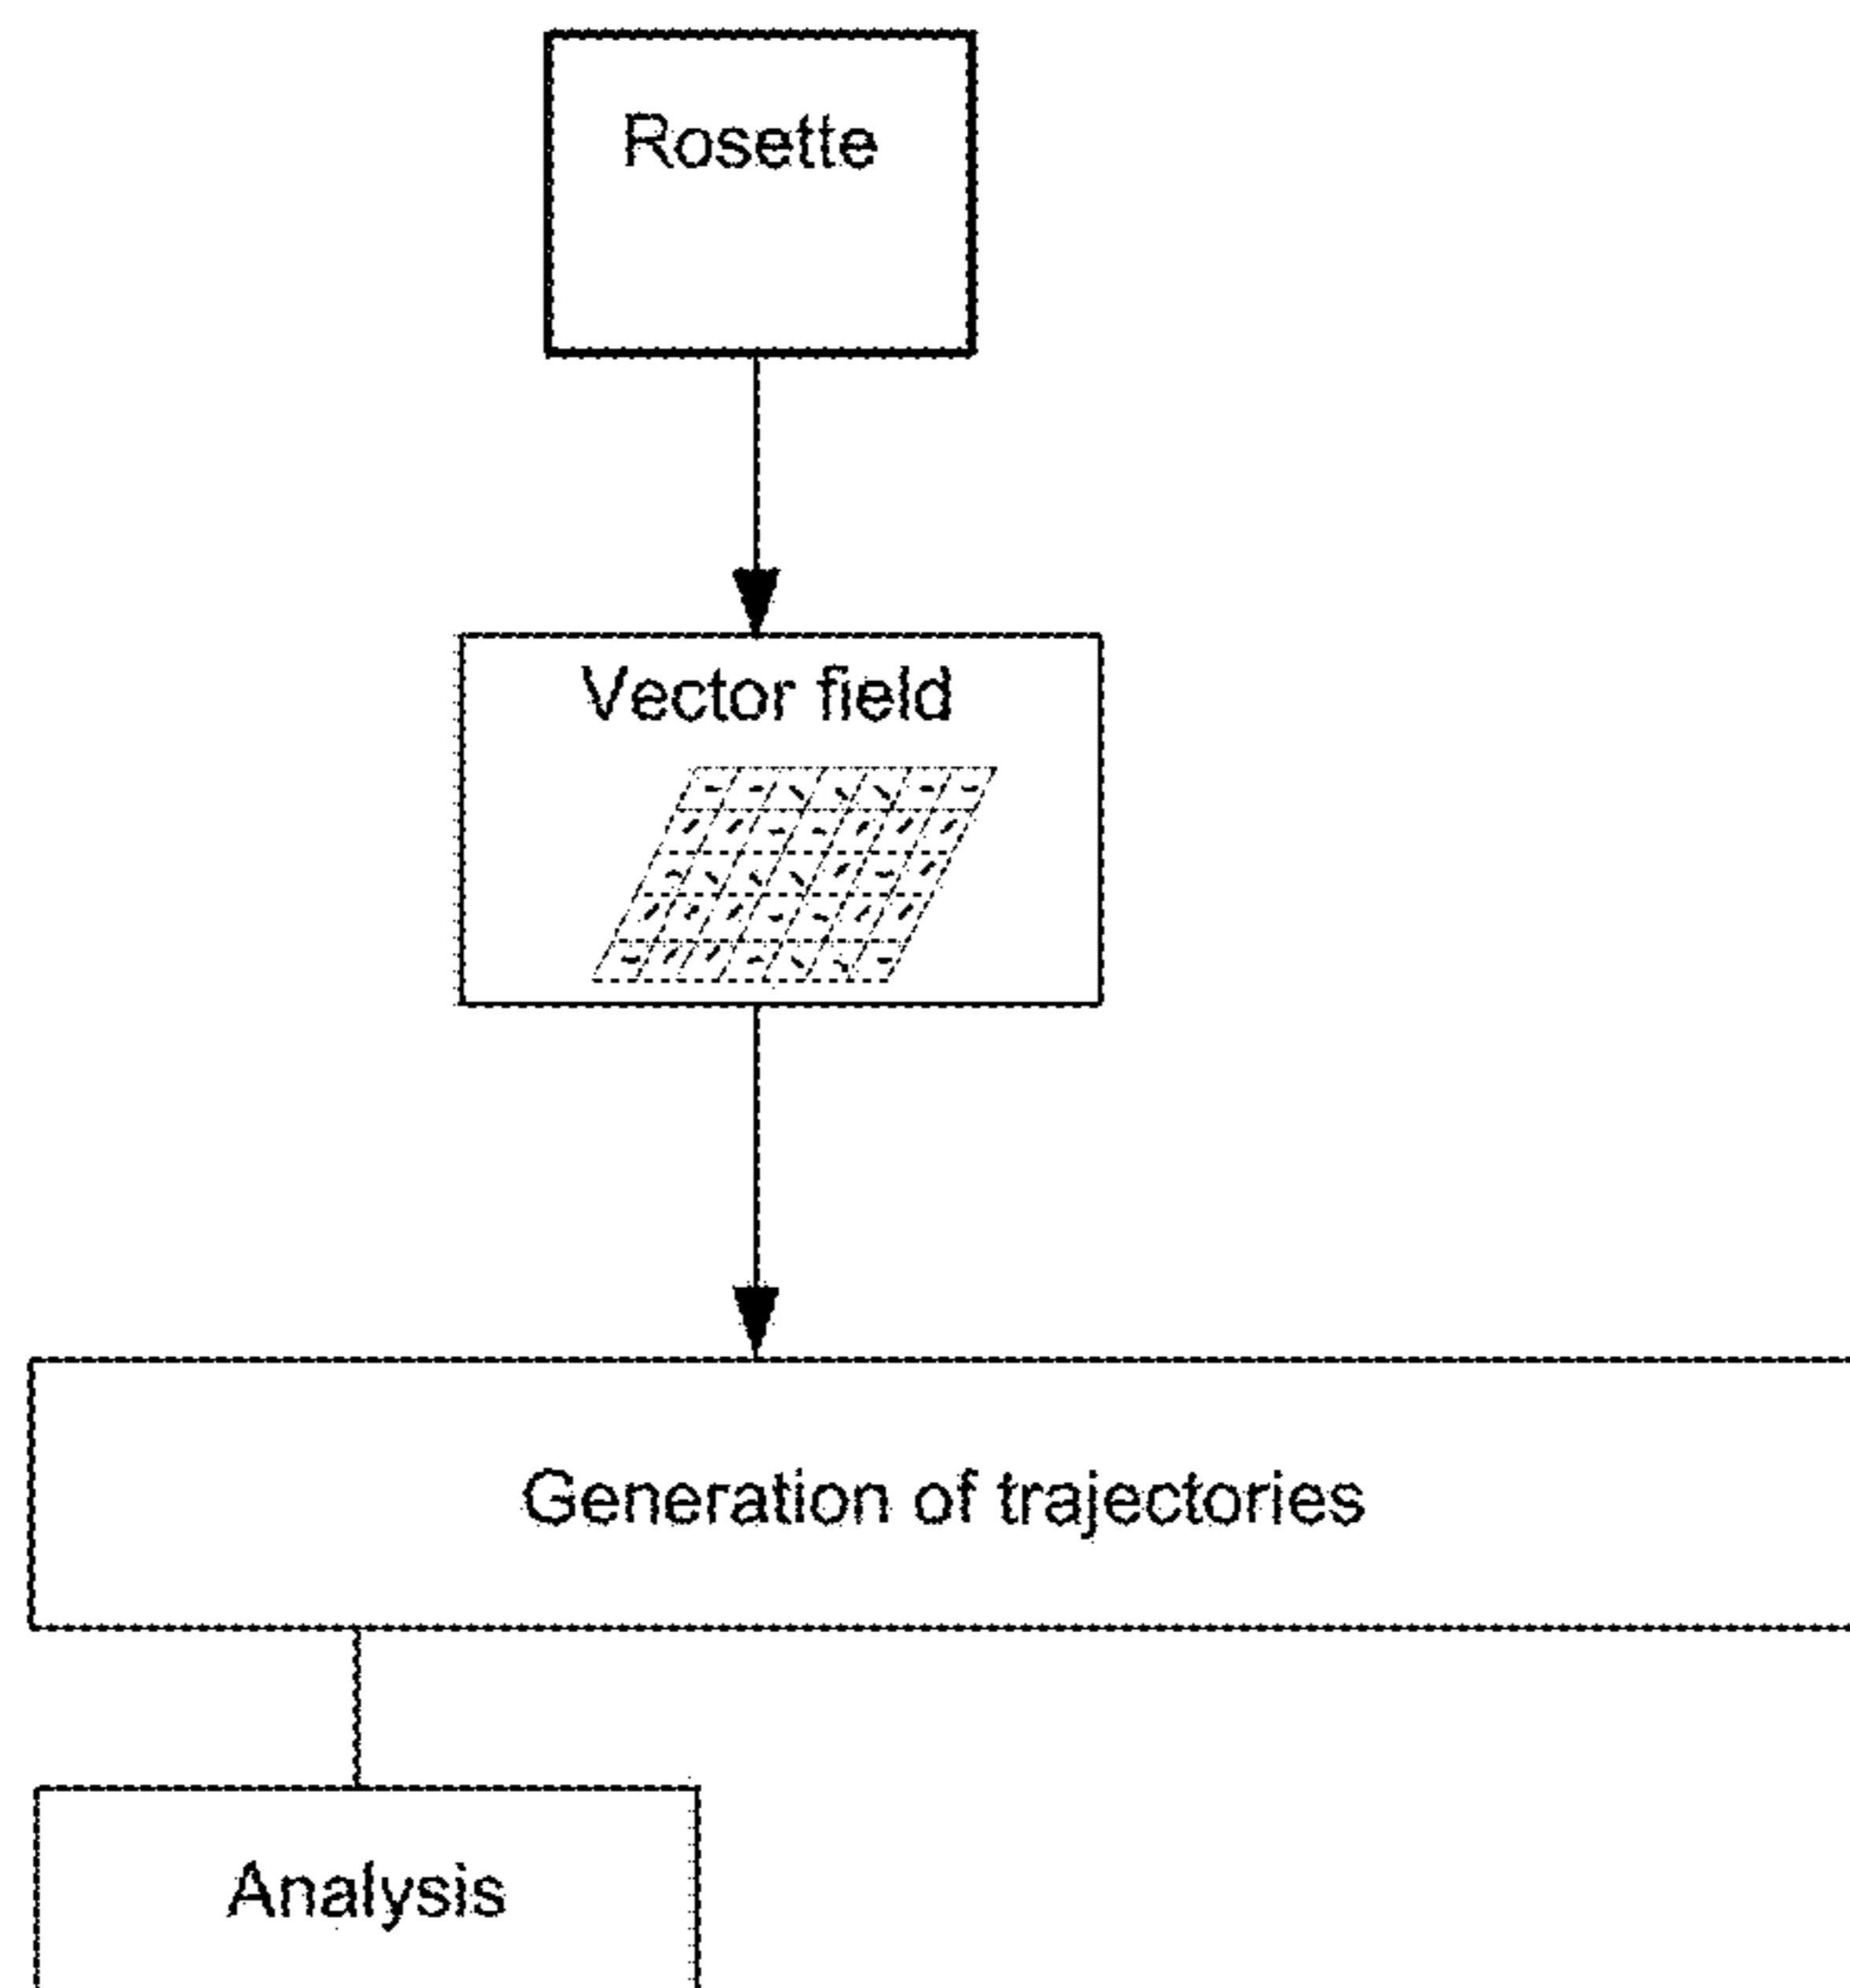 Rosette
Vector field
Generation of trajectories
Analysis